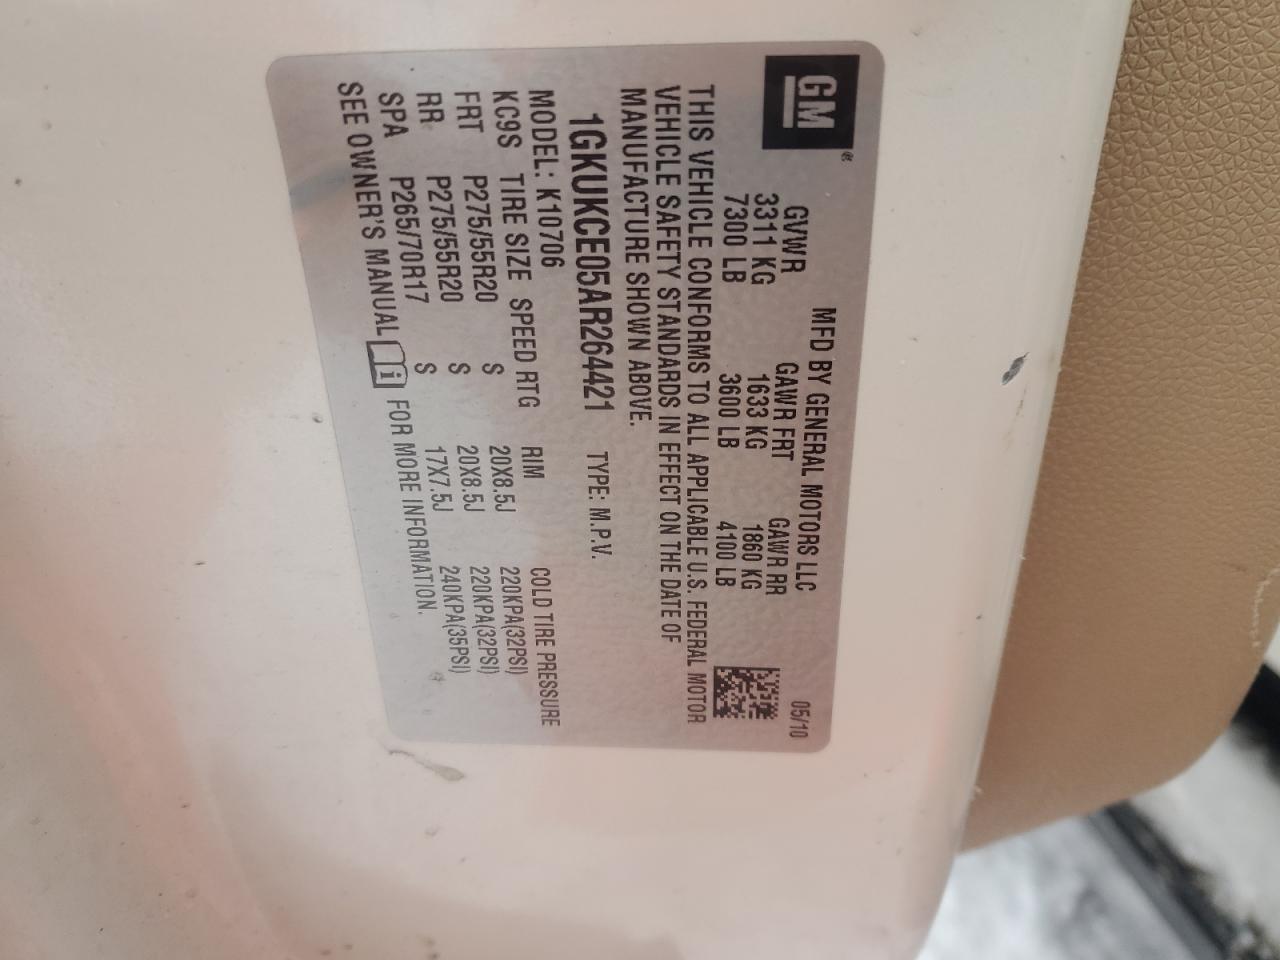 GM®
MFD BY GENERAL MOTORS LLC 05/10
GVWR GAWR FRT GAWR RR
3311 KG 1633 KG 1860 KG
7300 LB 3600 LB 4100 LB
THIS VEHICLE CONFORMS TO ALL APPLICABLE U.S. FEDERAL MOTOR
VEHICLE SAFETY STANDARDS IN EFFECT ON THE DATE OF
MANUFACTURE SHOWN ABOVE.
1GKUKCE05AR264421 TYPE: M.P.V.
MODEL: K10706
KC9S TIRE SIZE SPEED RTG RIM COLD TIRE PRESSURE
FRT P275/55R20 S 20X8.5J 220KPA(32PSI)
RR P275/55R20 S 20X8.5J 220KPA(32PSI)
SPA P265/70R17 S 17X7.5J 240KPA(35PSI)
SEE OWNER'S MANUAL i FOR MORE INFORMATION.